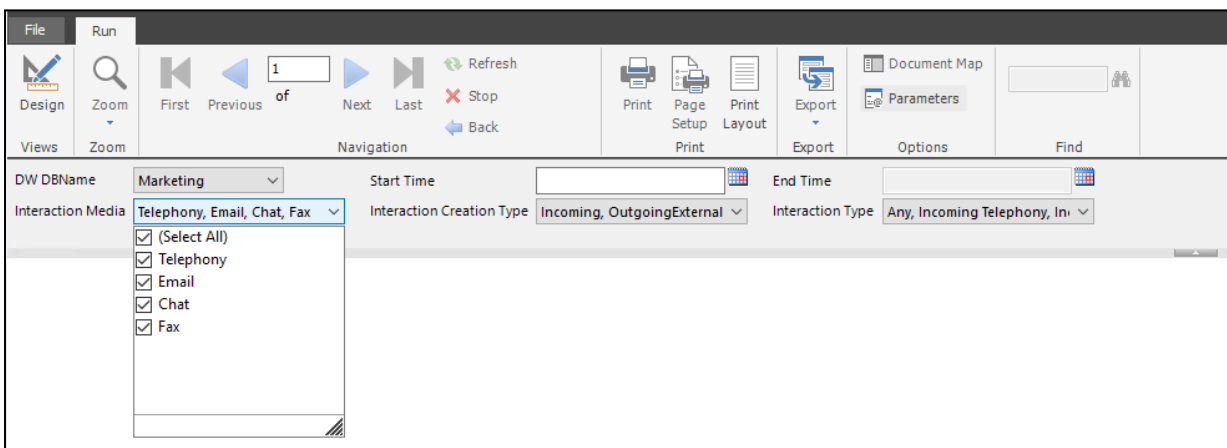 File Run
Design Zoom First Previous 1 of Next Last Refresh Stop Back Print Page Setup Print Layout Export Document Map Parameters
Views Zoom Navigation Print Export Options Find
DW DBName Marketing Start Time End Time
Interaction Media Telephony, Email, Chat, Fax Interaction Creation Type Incoming, OutgoingExternal Interaction Type Any, Incoming Telephony,
(Select All)
Telephony
Email
Chat
Fax